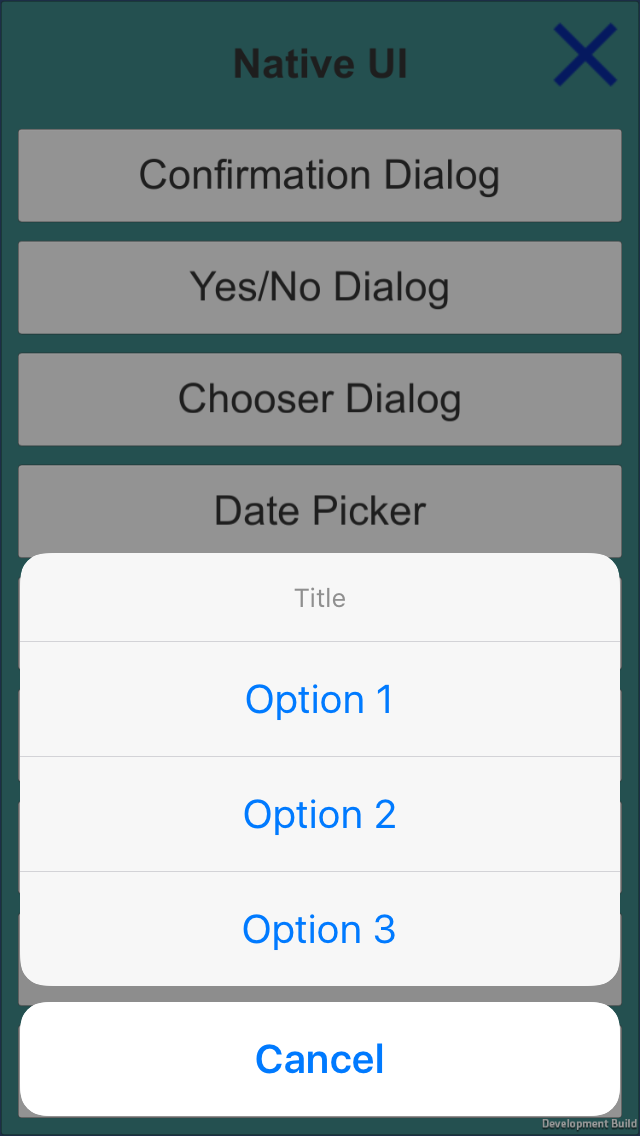 Native UI
Confirmation Dialog
Yes/No Dialog
Chooser Dialog
Date Picker
Title
Option 1
Option 2
Option 3
Cancel
Development Build